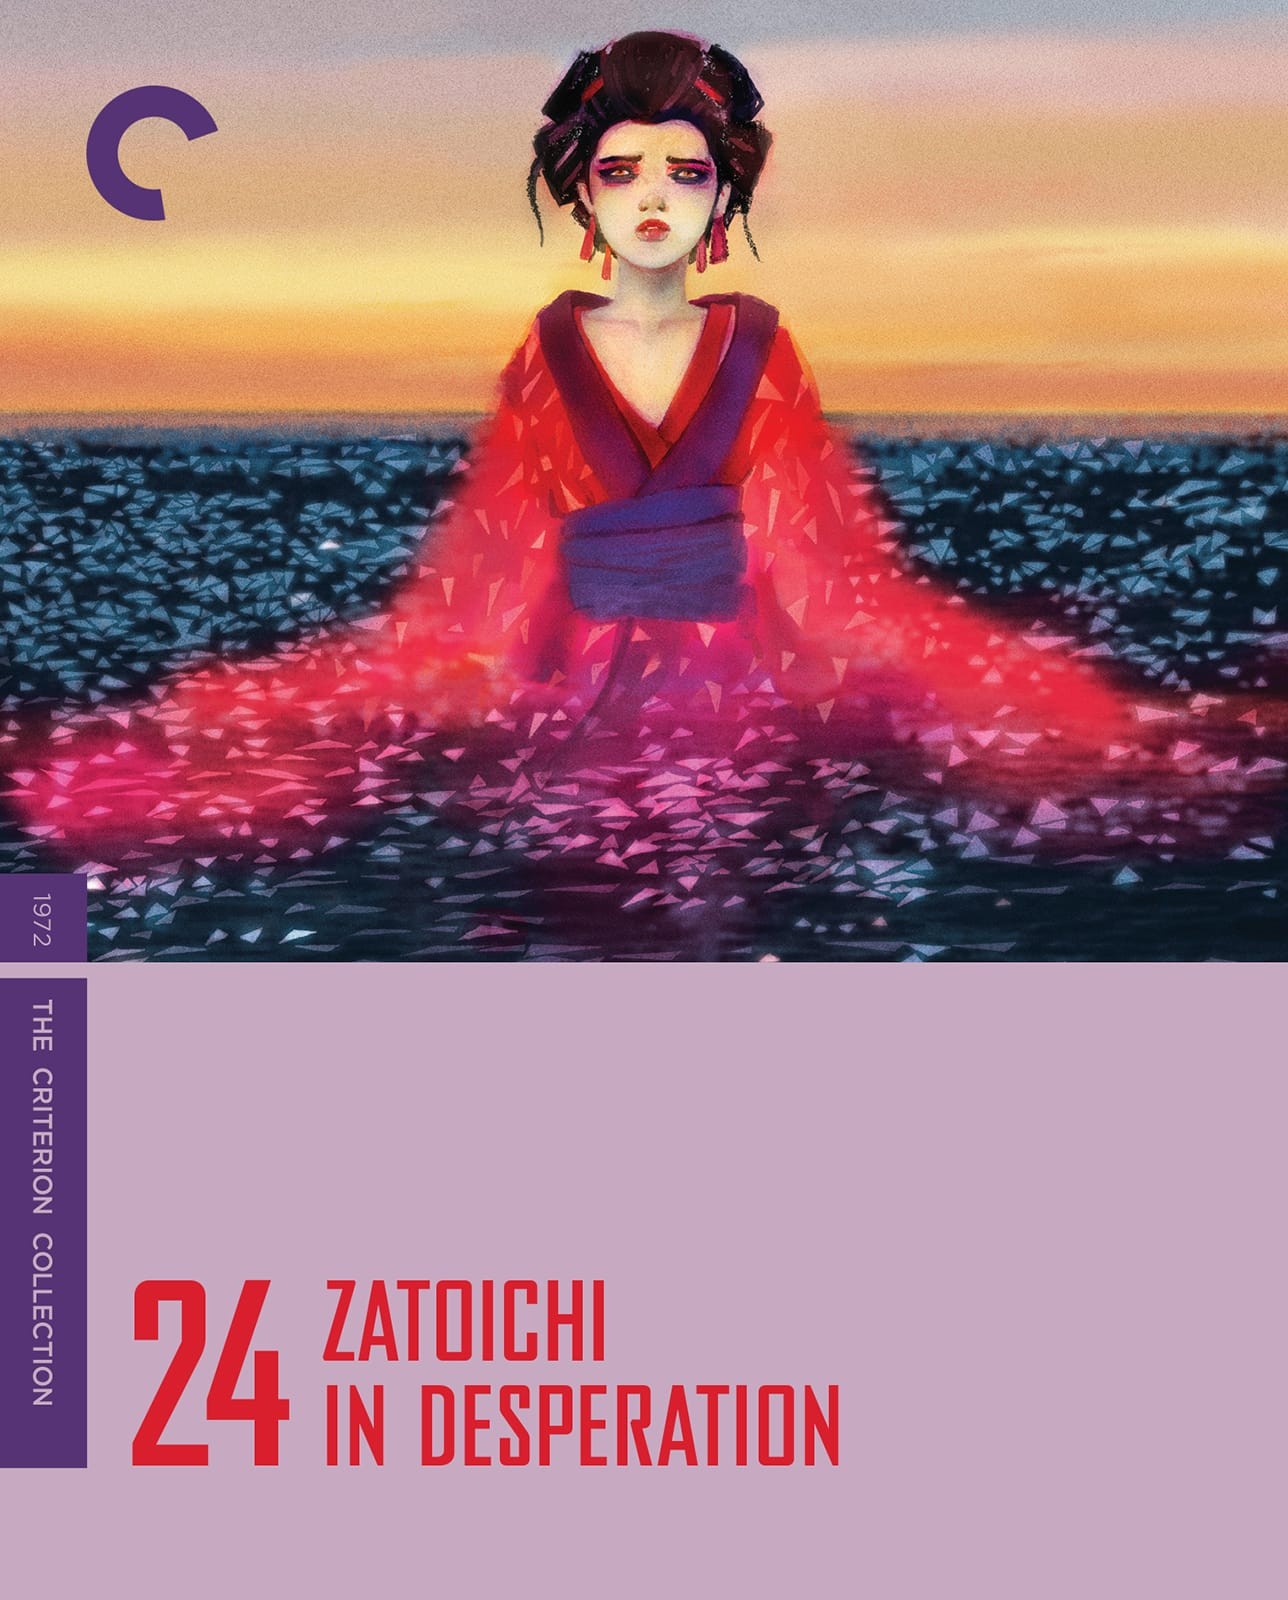 1972
THE CRITERION COLLECTION
24
ZATOICHI
IN DESPERATION